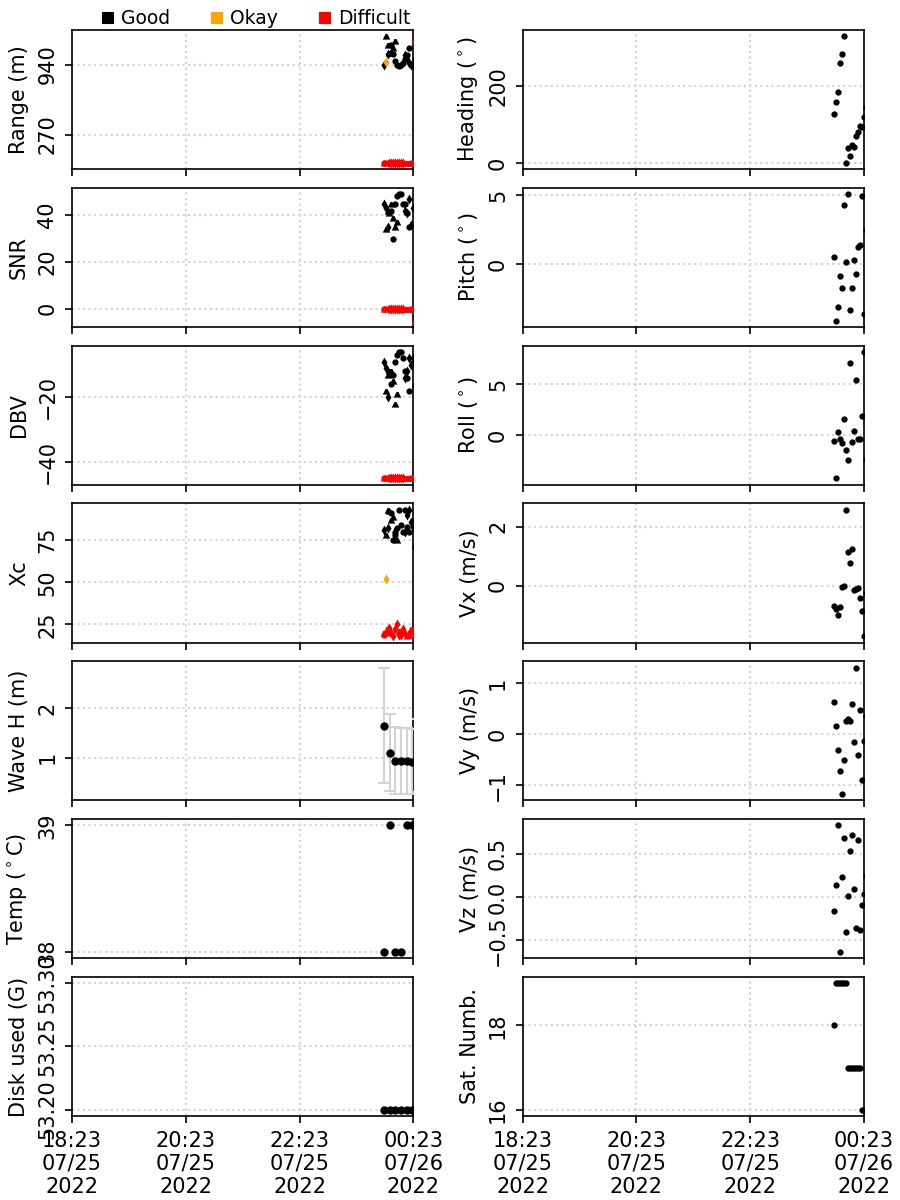 Good Okay Difficult
Range (m)
940
270
Heading (°)
200
0
SNR
40
20
0
Pitch (°)
5
0
DBV
−20
−40
Roll (°)
5
0
Xc
75
50
25
Vx (m/s)
2
0
Wave H (m)
2
1
Vy (m/s)
1
0
−1
Temp (°C)
39
38
Vz (m/s)
0.5
0.0
−0.5
Disk used (G)
53.3
53.25
53.20
Sat. Numb.
18
16
18:23 20:23 22:23 00:23 18:23 20:23 22:23 00:23
07/25 07/25 07/25 07/26 07/25 07/25 07/25 07/26
2022 2022 2022 2022 2022 2022 2022 2022